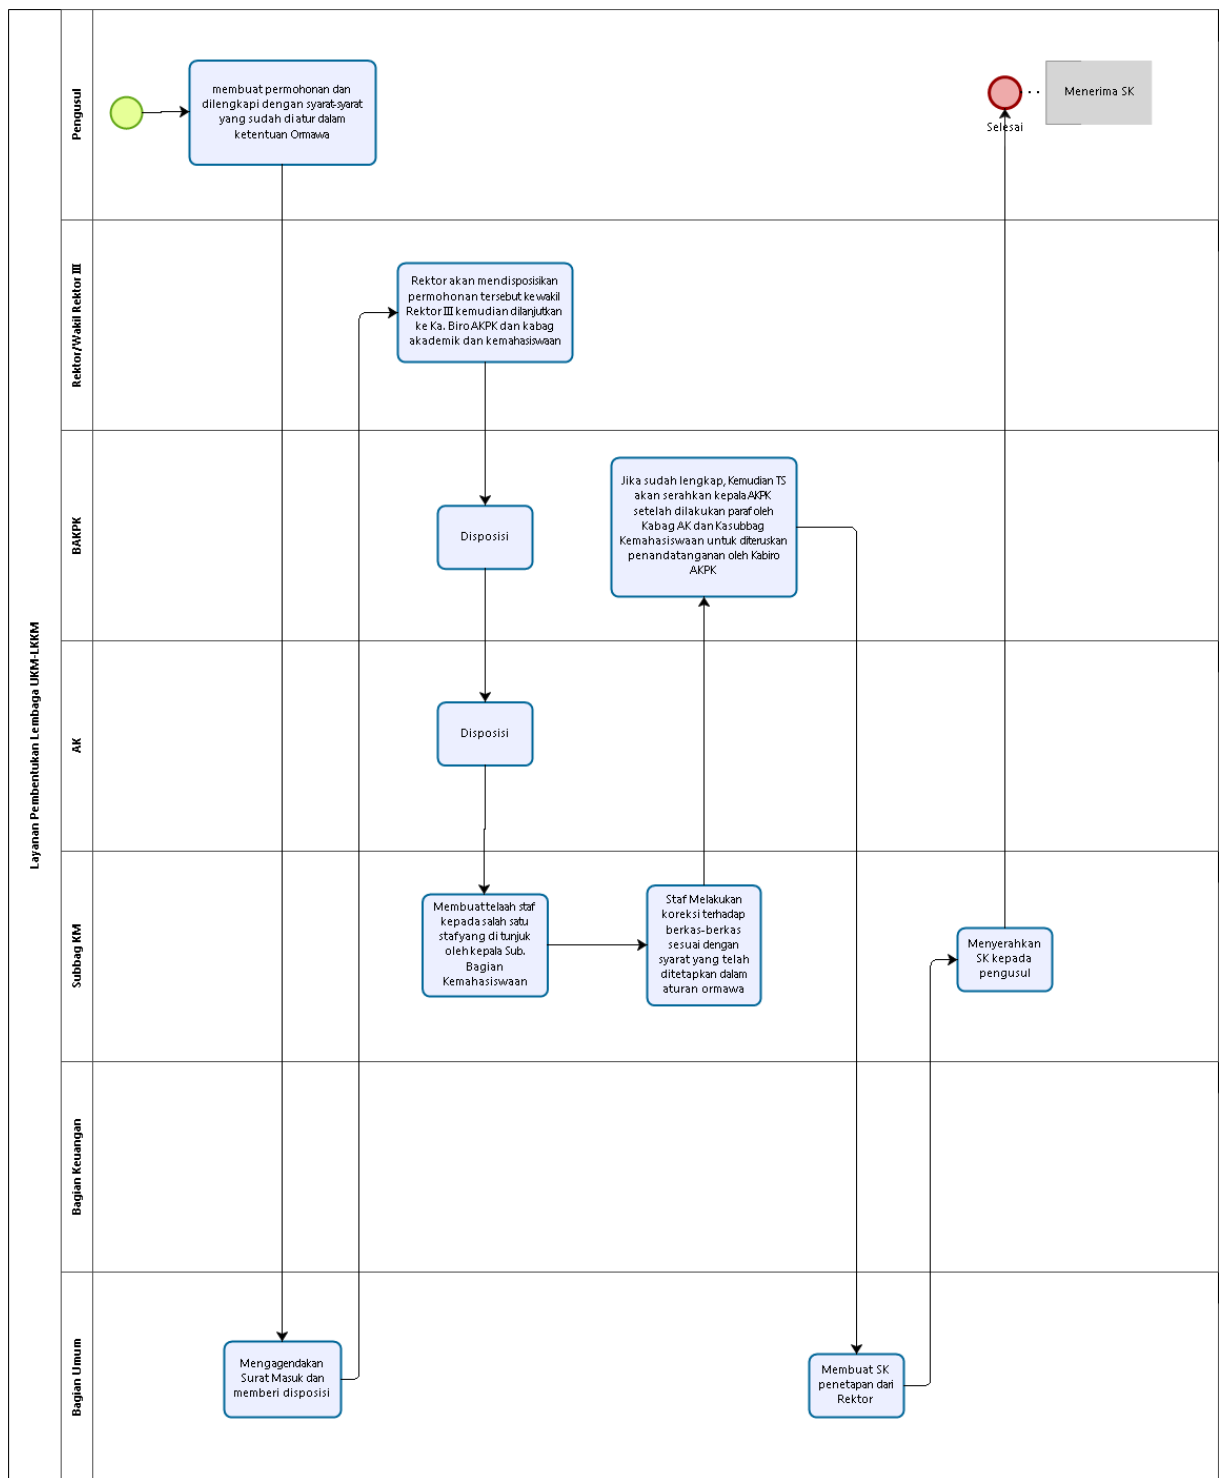 Layanan Pembentukan Lembaga UKM-LKKM
Pengusul
membuat permohonan dan
dilengkapi dengan syarat-syarat
yang sudah di atur dalam
ketentuan Ormawa
Selesai
Menerima SK
Rektor/Wakil Rektor III
Rektor akan mendisposisikan
permohonan tersebut ke wakil
Rektor III kemudian dilanjutkan
ke Ka. Biro AKPK dan kabag
akademik dan kemahasiswaan
BAKPK
Disposisi
Jika sudah lengkap, Kemudian TS
akan serahkan kepala AKPK
setelah dilakukan paraf oleh
Kabag AK dan Kasubbag
Kemahasiswaan untuk diteruskan
penandatanganan oleh Kabiro
AKPK
AK
Disposisi
Subbag KM
Membuat telaah staf
kepada salah satu
staf yang di tunjuk
oleh kepala Sub.
Bagian
Kemahasiswaan
Staf Melakukan
koreksi terhadap
berkas-berkas
sesuai dengan
syarat yang telah
ditetapkan dalam
aturan ormawa
Menyerahkan
SK kepada
pengusul
Bagian Keuangan
Bagian Umum
Mengagendakan
Surat Masuk dan
memberi disposisi
Membuat SK
penetapan dari
Rektor